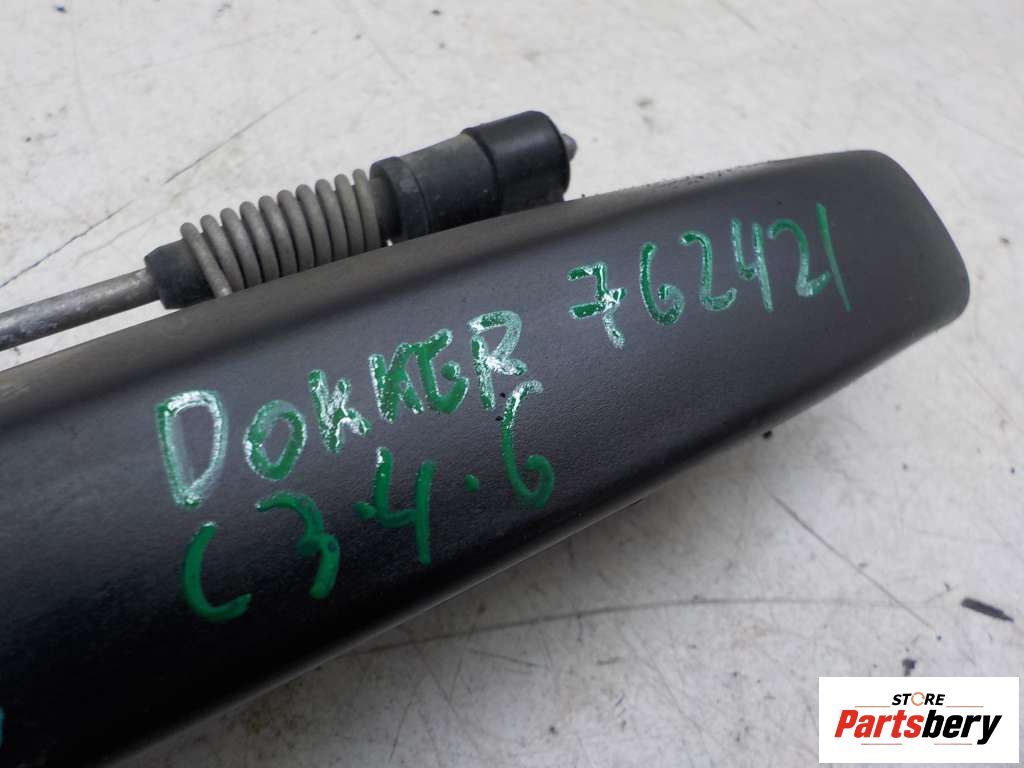 DOKKER 762421
C3.4.6
STORE
Partsbery